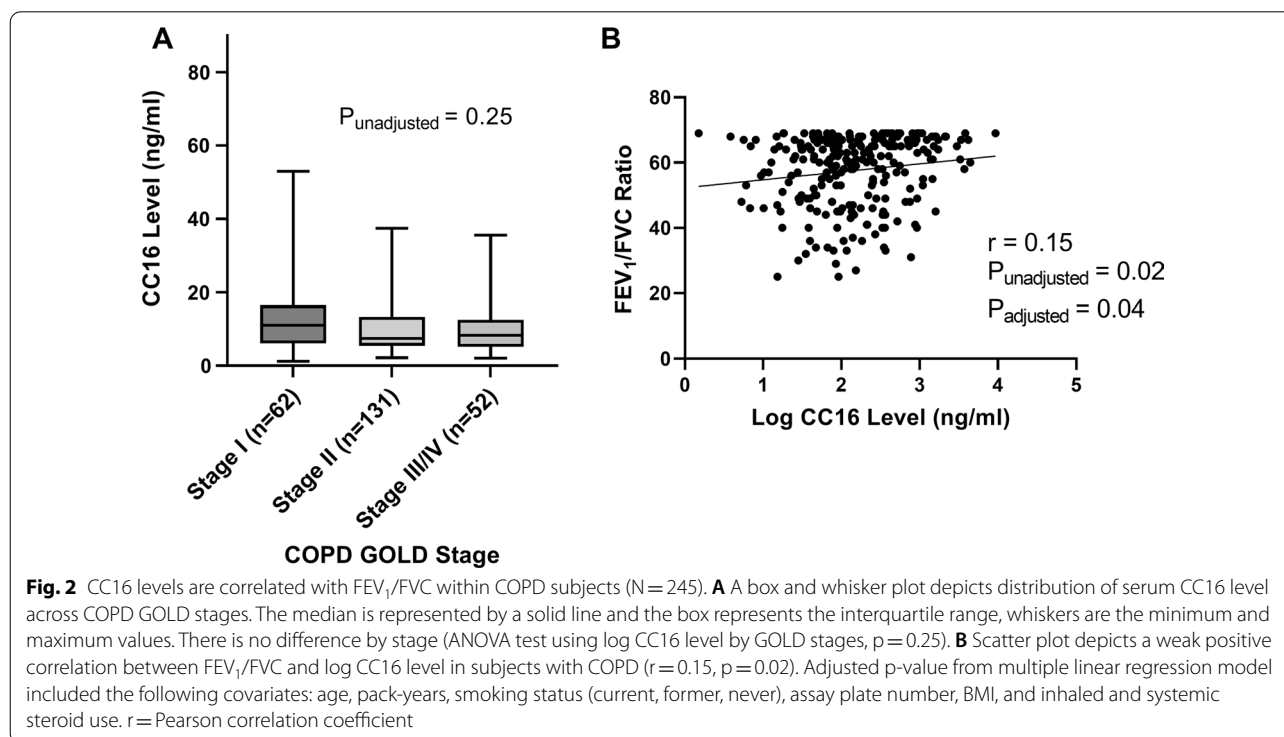 A
CC16 Level (ng/ml)
80
60
40
20
0
P_unadjusted = 0.25
Stage I (n=62)
Stage II (n=131)
Stage III/IV (n=52)
COPD GOLD Stage
B
FEV₁/FVC Ratio
80
60
40
20
0
r = 0.15
P_unadjusted = 0.02
P_adjusted = 0.04
0 1 2 3 4 5
Log CC16 Level (ng/ml)
Fig. 2 CC16 levels are correlated with FEV₁/FVC within COPD subjects (N = 245). A A box and whisker plot depicts distribution of serum CC16 level
across COPD GOLD stages. The median is represented by a solid line and the box represents the interquartile range, whiskers are the minimum and
maximum values. There is no difference by stage (ANOVA test using log CC16 level by GOLD stages, p = 0.25). B Scatter plot depicts a weak positive
correlation between FEV₁/FVC and log CC16 level in subjects with COPD (r = 0.15, p = 0.02). Adjusted p-value from multiple linear regression model
included the following covariates: age, pack-years, smoking status (current, former, never), assay plate number, BMI, and inhaled and systemic
steroid use. r = Pearson correlation coefficient